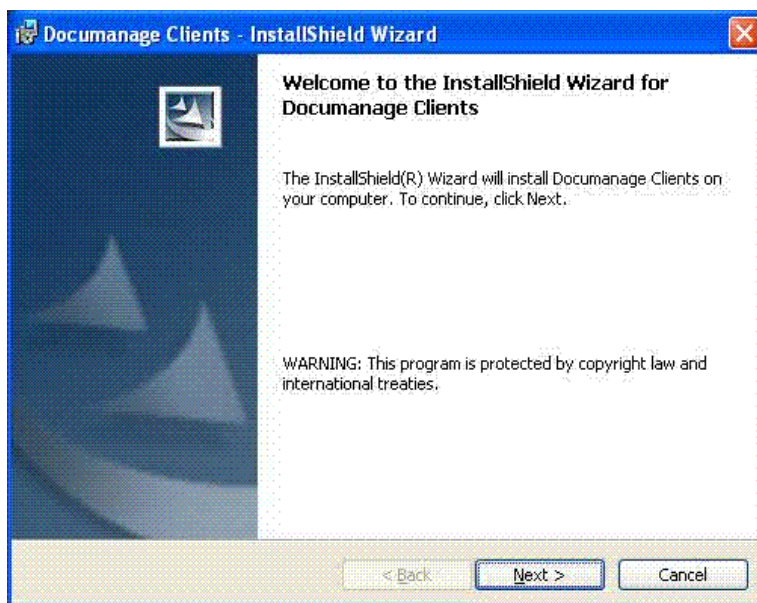 Documanage Clients - InstallShield Wizard
Welcome to the InstallShield Wizard for
Documanage Clients
The InstallShield(R) Wizard will install Documanage Clients on
your computer. To continue, click Next.
WARNING: This program is protected by copyright law and
international treaties.
< Back
Next >
Cancel